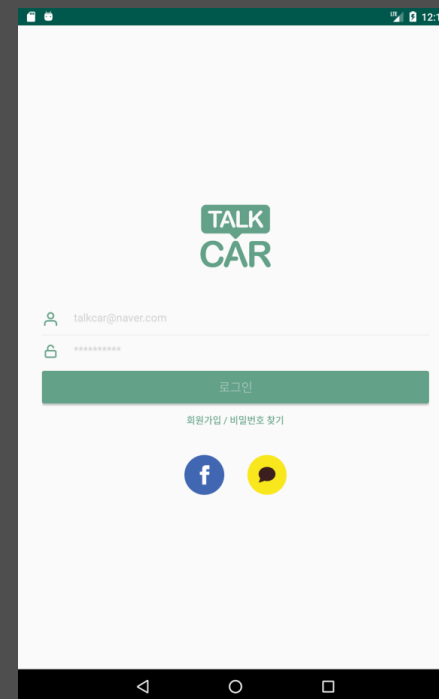 LTE 12:1
TALK
CAR
talkcar@naver.com
**********
로그인
회원가입 / 비밀번호 찾기
f